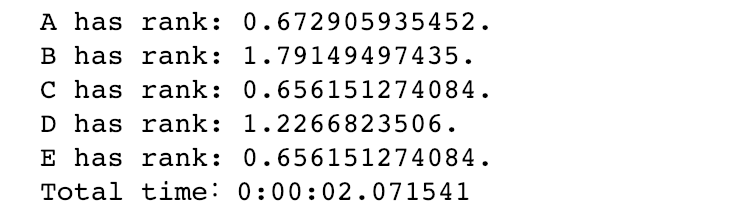 A has rank: 0.672905935452.
B has rank: 1.79149497435.
C has rank: 0.656151274084.
D has rank: 1.2266823506.
E has rank: 0.656151274084.
Total time: 0:00:02.071541